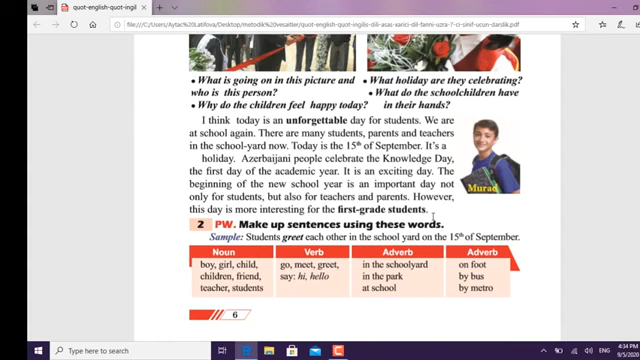 quot-english-quot-ingil
file:///C:/Users/Aytac%20Latifova/Desktop/metodik%20vesaitler/quot-english-quot-ingilis-dili-asas-xarici-dil-fanni-uzra-7-ci-sinif-ucun-darslik.pdf
• What is going on in this picture and who is this person?
• Why do the children feel happy today?
• What holiday are they celebrating?
• What do the schoolchildren have in their hands?
I think today is an unforgettable day for students. We are
at school again. There are many students, parents and teachers
in the school-yard now. Today is the 15th of September. It's a
holiday. Azerbaijani people celebrate the Knowledge Day,
the first day of the academic year. It is an exciting day. The
beginning of the new school year is an important day not
only for students, but also for teachers and parents. However,
this day is more interesting for the first-grade students.
Murad
2 PW. Make up sentences using these words.
Sample: Students greet each other in the school yard on the 15th of September.
Noun Verb Adverb Adverb
boy, girl, child, go, meet, greet, in the schoolyard on foot
children, friend, say: hi, hello in the park by bus
teacher, students at school by metro
6
ENG
4:34 PM
9/5/2020